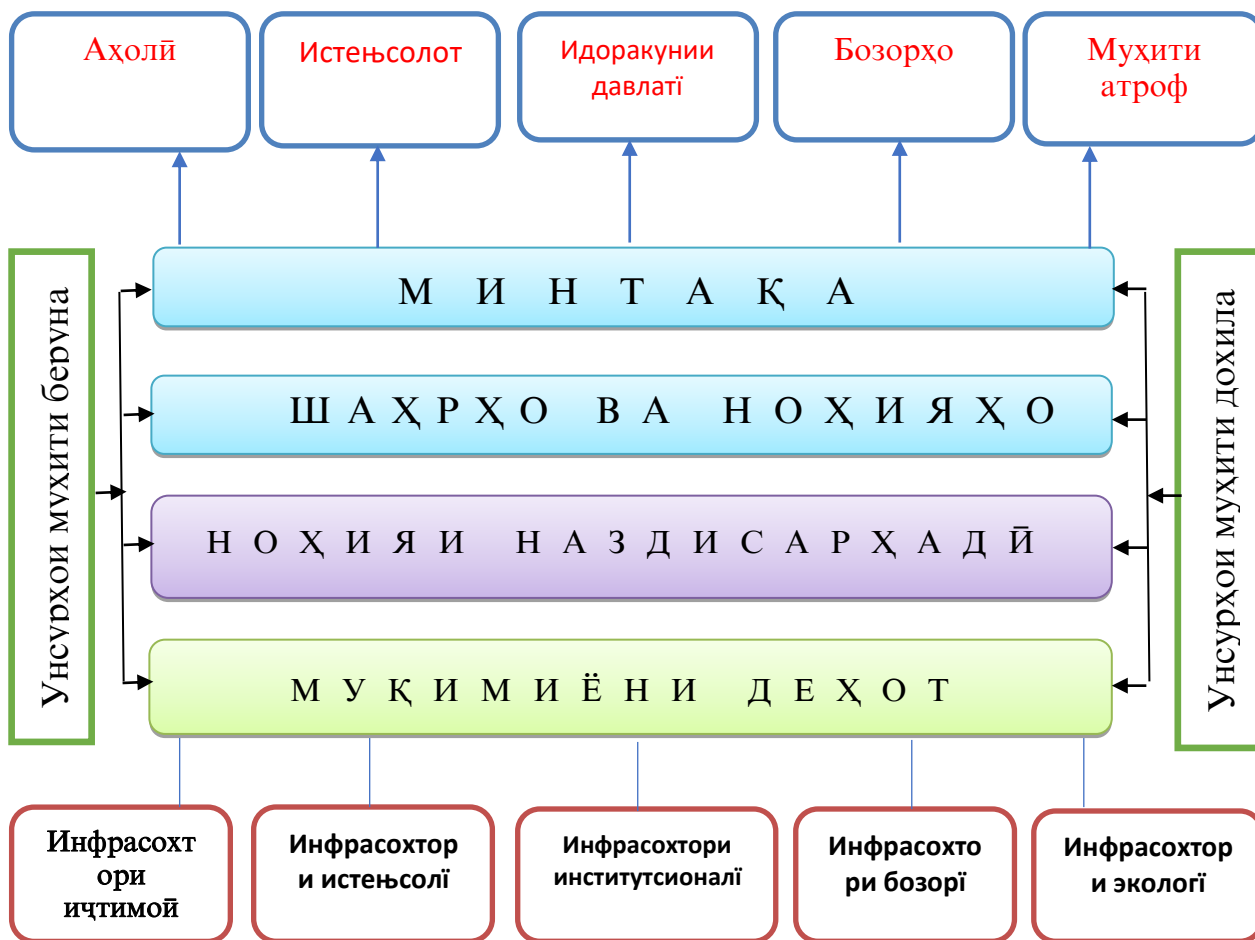 Аҳолӣ
Истењсолот
Идоракунии
давлатї
Бозорҳо
Муҳити
атроф
Унсурҳои муҳити беруна
М И Н Т А Қ А
Ш А Ҳ Р Ҳ О В А Н О Ҳ И Я Ҳ О
Н О Ҳ И Я И Н А З Д И С А Р Ҳ А Д Ӣ
М У Қ И М И Ё Н И Д Е Ҳ О Т
Унсурҳои муҳити дохила
Инфрасохт
ори
иҷтимоӣ
Инфрасохтор
и истењсолї
Инфрасохтори
институтсионалї
Инфрасохто
ри бозорї
Инфрасохтор
и экологї